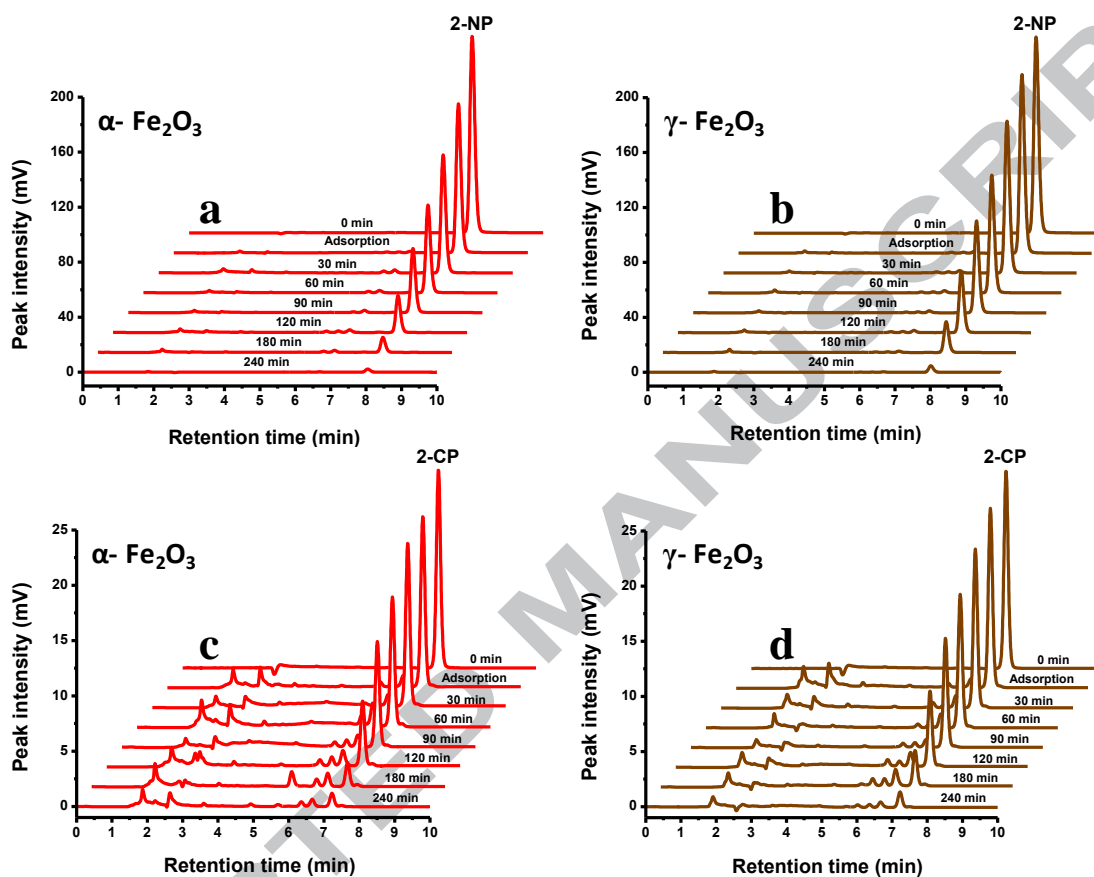 2-NP
α- Fe₂O₃
a
Peak intensity (mV)
200
160
120
80
40
0
0 min
Adsorption
30 min
60 min
90 min
120 min
180 min
240 min
0 1 2 3 4 5 6 7 8 9 10
Retention time (min)
2-NP
γ- Fe₂O₃
b
Peak intensity (mV)
200
160
120
80
40
0
0 min
Adsorption
30 min
60 min
90 min
120 min
180 min
240 min
0 1 2 3 4 5 6 7 8 9 10
Retention time (min)
2-CP
α- Fe₂O₃
c
Peak intensity (mV)
25
20
15
10
5
0
0 min
Adsorption
30 min
60 min
90 min
120 min
180 min
240 min
0 1 2 3 4 5 6 7 8 9 10
Retention time (min)
2-CP
γ- Fe₂O₃
d
Peak intensity (mV)
25
20
15
10
5
0
0 min
Adsorption
30 min
60 min
90 min
120 min
180 min
240 min
0 1 2 3 4 5 6 7 8 9 10
Retention time (min)
TED MANUSCRIP